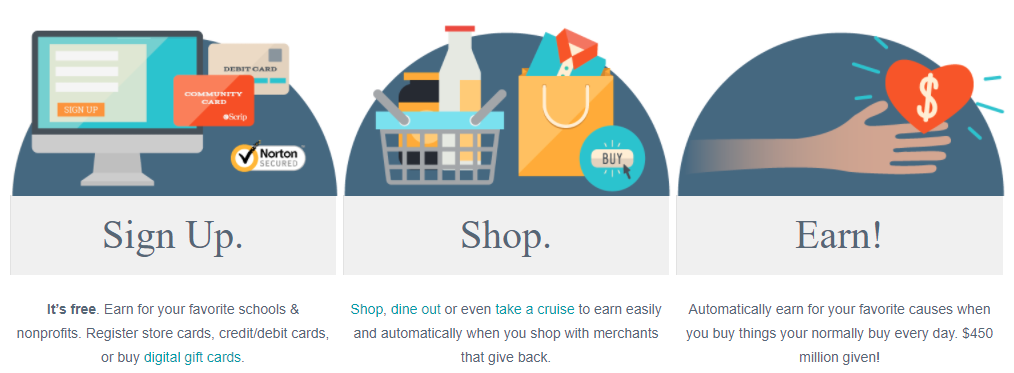 DEBIT CARD
COMMUNITY
CARD
eScrip
SIGN UP
Norton
SECURED
BUY
$
Sign Up.
Shop.
Earn!
It's free. Earn for your favorite schools &
nonprofits. Register store cards, credit/debit cards,
or buy digital gift cards.
Shop, dine out or even take a cruise to earn easily
and automatically when you shop with merchants
that give back.
Automatically earn for your favorite causes when
you buy things your normally buy every day. $450
million given!